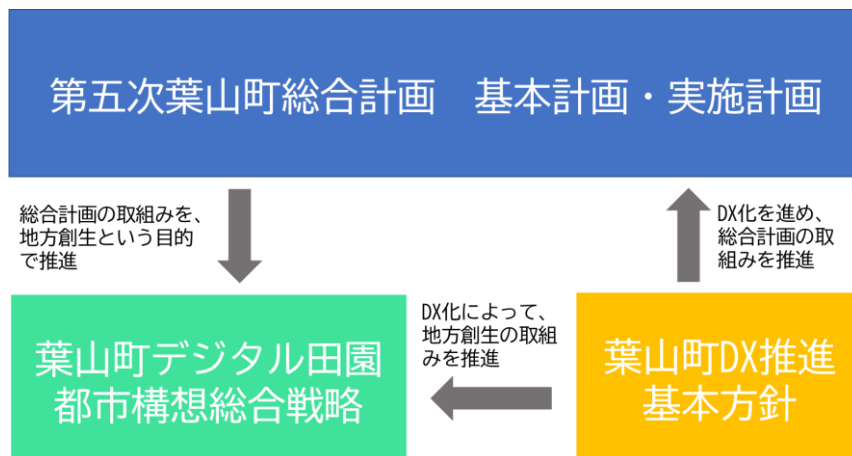 第五次葉山町総合計画　基本計画・実施計画
総合計画の取組みを、
地方創生という目的
で推進
DX化を進め、
総合計画の取
組みを推進
DX化によって、
地方創生の取組
みを推進
葉山町デジタル田園
都市構想総合戦略
葉山町DX推進
基本方針